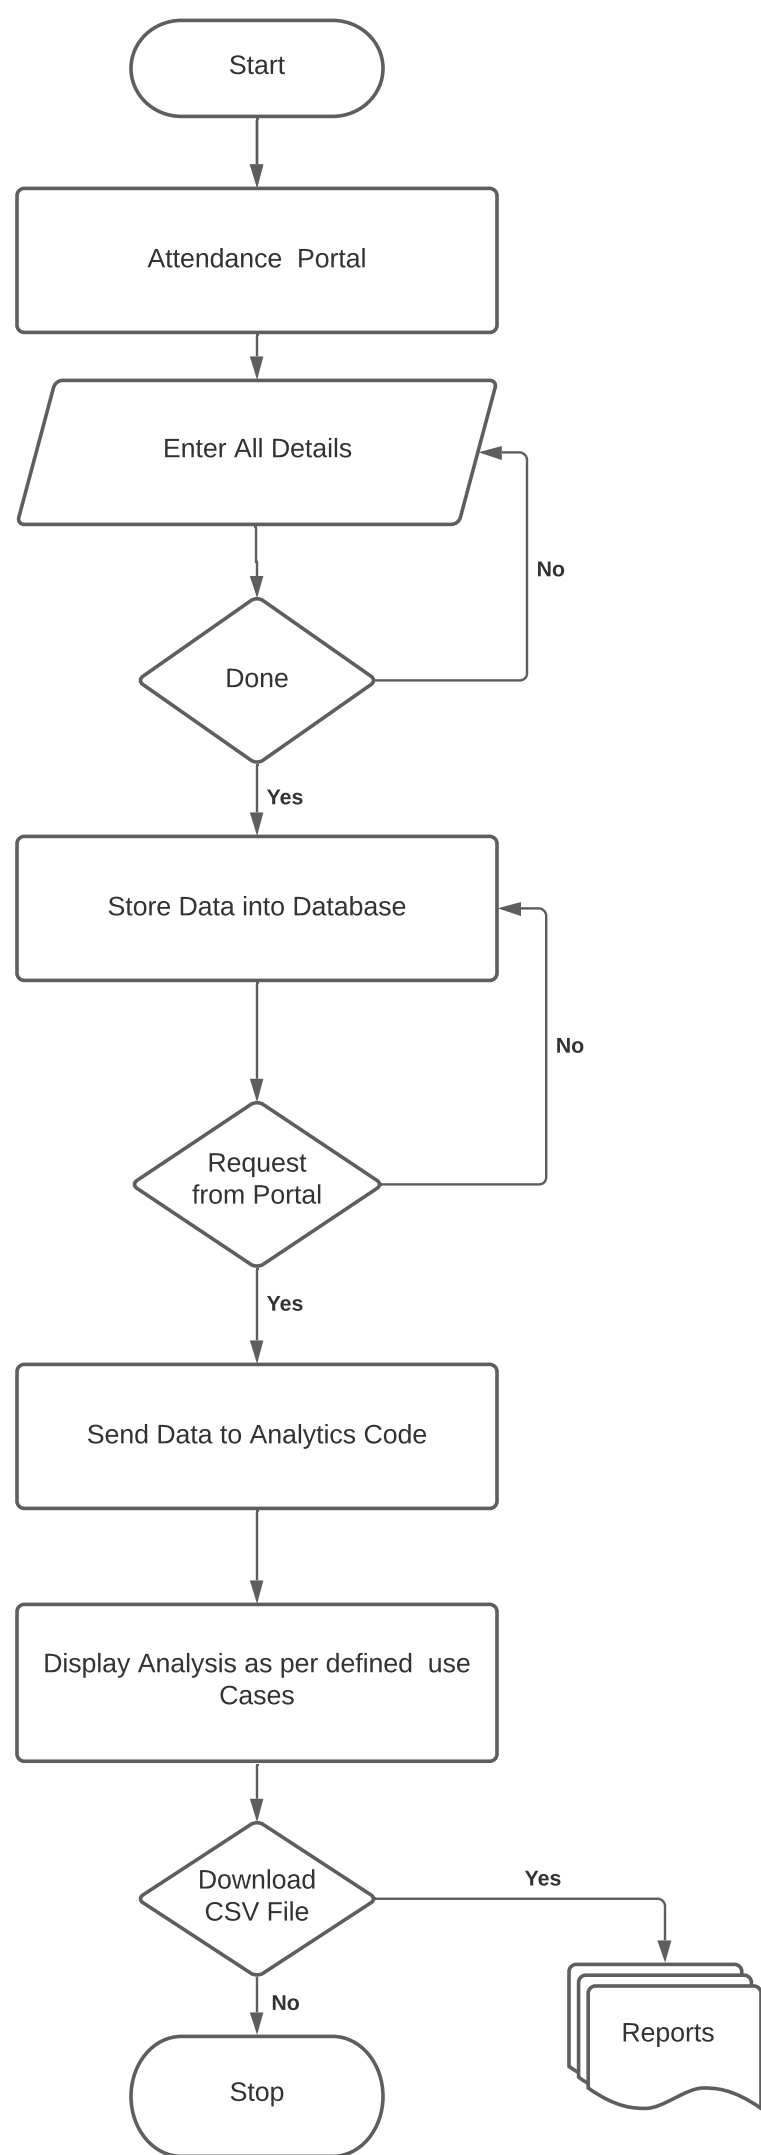 Start
Attendance  Portal
Enter All Details
No
Done
Yes
Store Data into Database
No
Request
from Portal
Yes
Send Data to Analytics Code
Display Analysis as per defined  use
Cases
Download
CSV File
Yes
No
Reports
Stop